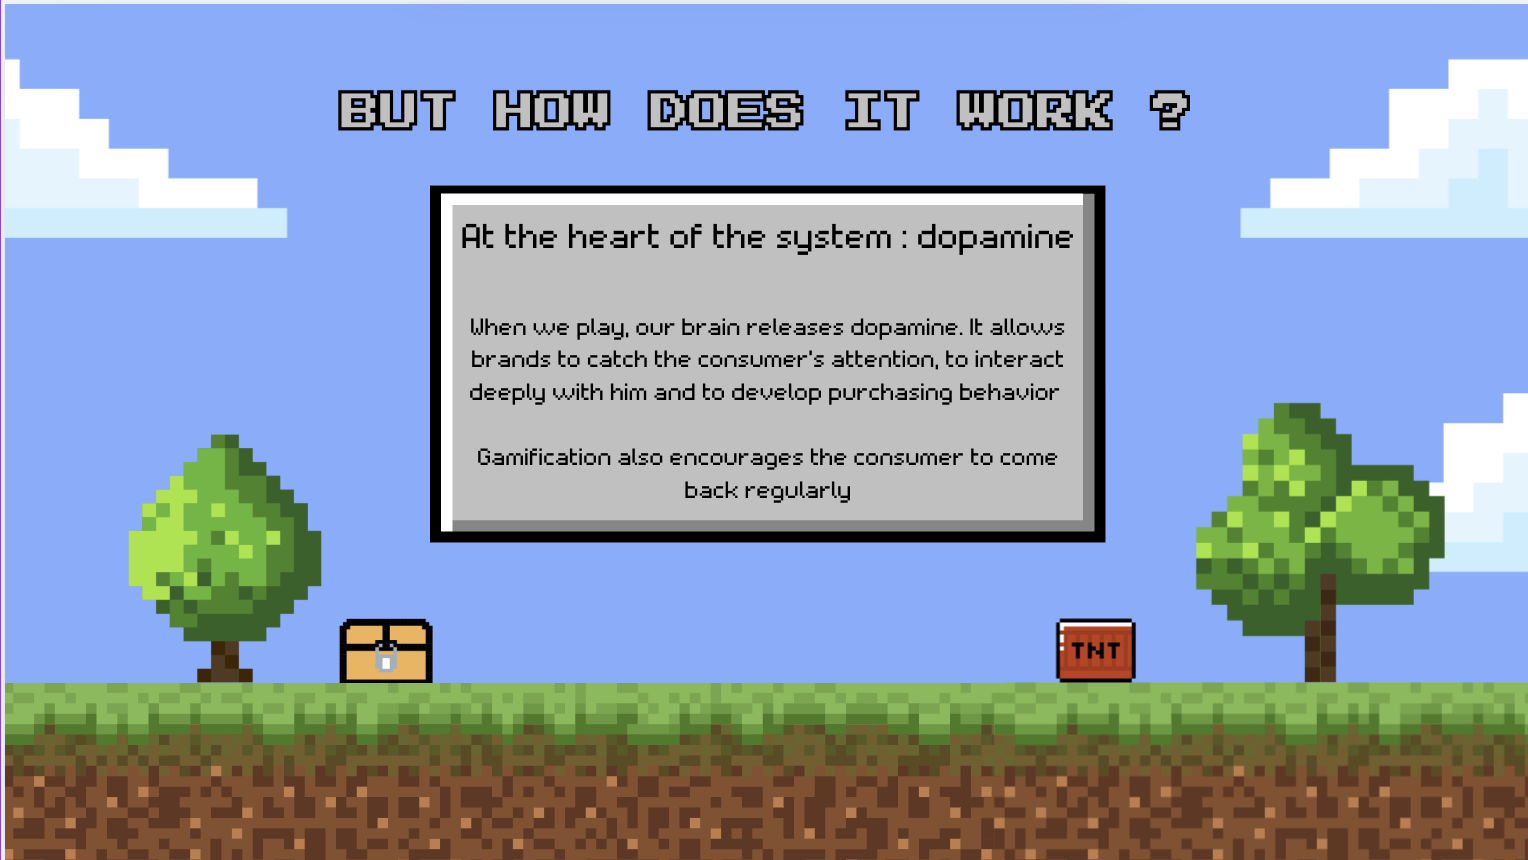 BUT HOW DOES IT WORK ?
At the heart of the system : dopamine
When we play, our brain releases dopamine. It allows
brands to catch the consumer's attention, to interact
deeply with him and to develop purchasing behavior
Gamification also encourages the consumer to come
back regularly
TNT